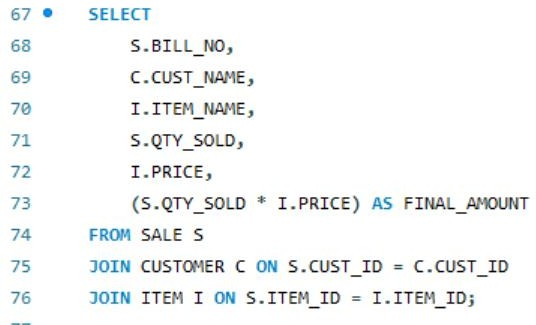 67 SELECT
68 S.BILL_NO,
69 C.CUST_NAME,
70 I.ITEM_NAME,
71 S.QTY_SOLD,
72 I.PRICE,
73 (S.QTY_SOLD * I.PRICE) AS FINAL_AMOUNT
74 FROM SALE S
75 JOIN CUSTOMER C ON S.CUST_ID = C.CUST_ID
76 JOIN ITEM I ON S.ITEM_ID = I.ITEM_ID;